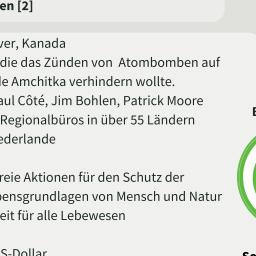 en [2]
ver, Kanada
die das Zünden von Atombomben auf
de Amchitka verhindern wollte.
aul Côté, Jim Bohlen, Patrick Moore
Regionalbüros in über 55 Ländern
ederlande
reie Aktionen für den Schutz der
bensgrundlagen von Mensch und Natur
eit für alle Lebewesen
S-Dollar